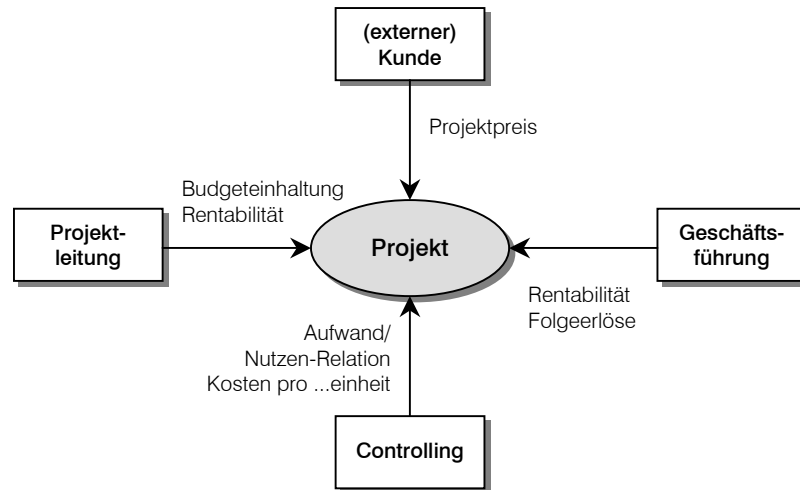 (externer)
Kunde
Projektpreis
Budgeteinhaltung
Rentabilität
Projekt-
leitung
Projekt
Geschäfts-
führung
Rentabilität
Folgeerlöse
Aufwand/
Nutzen-Relation
Kosten pro ...einheit
Controlling